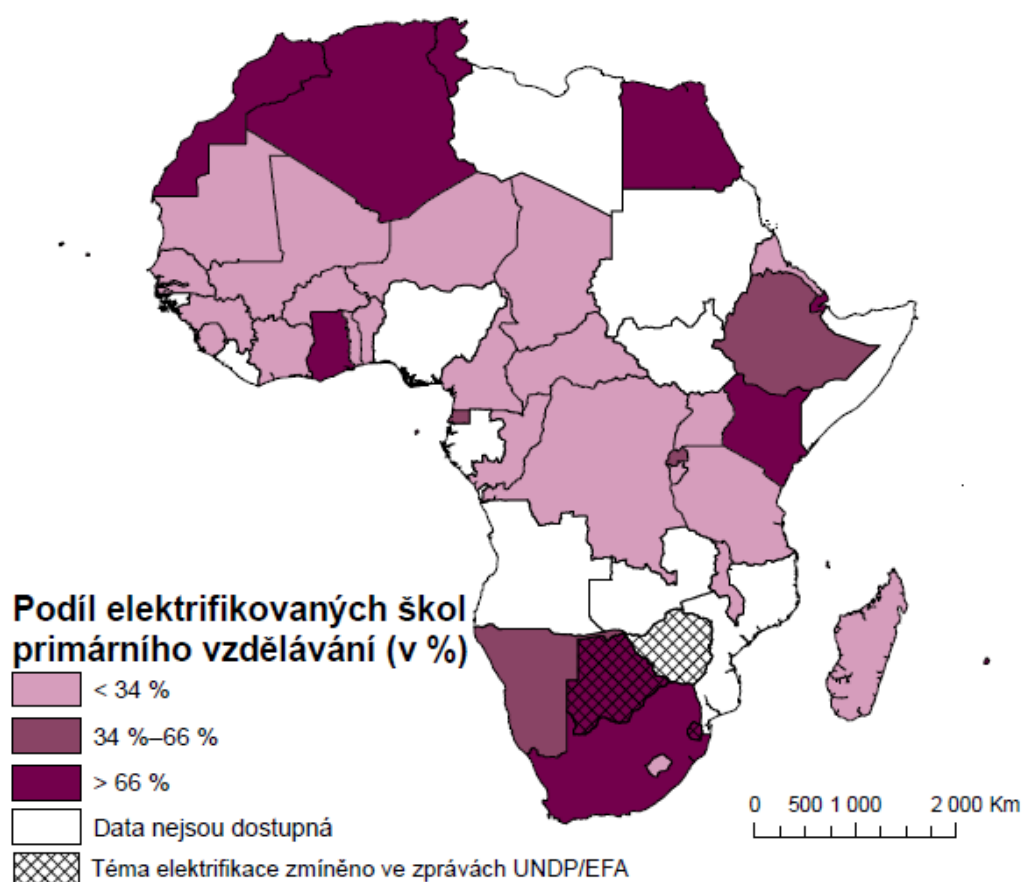 Podíl elektrifikovaných škol
primárního vzdělávání (v %)
< 34 %
34 %–66 %
> 66 %
Data nejsou dostupná
Téma elektrifikace zmíněno ve zprávách UNDP/EFA
0 500 1 000 2 000 Km